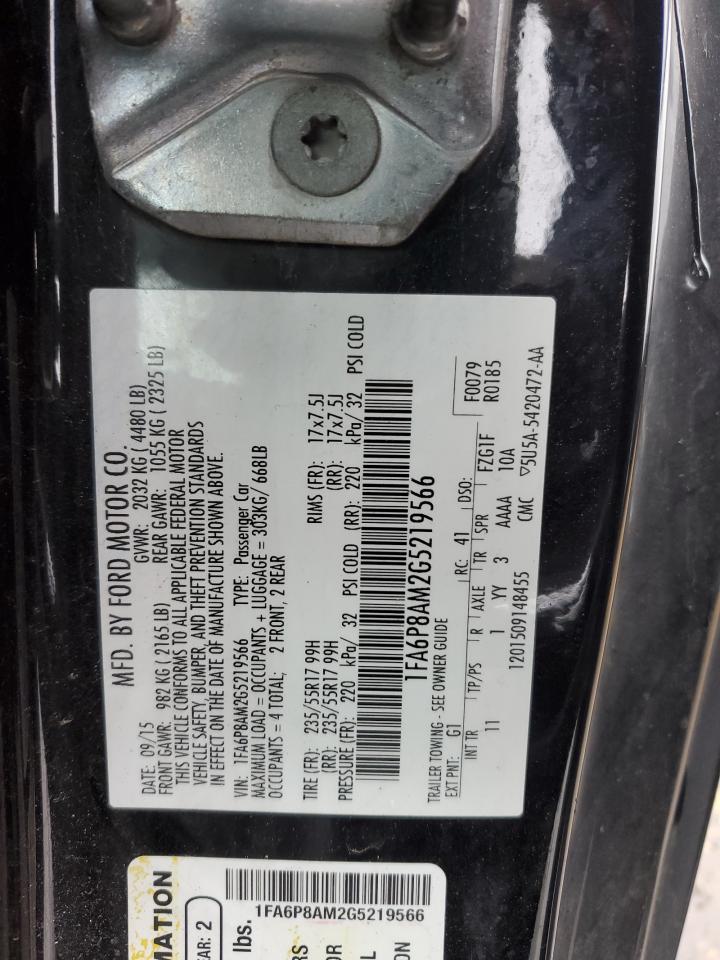 MFD. BY FORD MOTOR CO.
DATE: 09/15 GVWR: 2032 KG ( 4480 LB)
FRONT GAWR: 982 KG ( 2165 LB) REAR GAWR: 1055 KG ( 2325 LB)
THIS VEHICLE CONFORMS TO ALL APPLICABLE FEDERAL MOTOR
VEHICLE SAFETY, BUMPER, AND THEFT PREVENTION STANDARDS
IN EFFECT ON THE DATE OF MANUFACTURE SHOWN ABOVE.
VIN: 1FA6P8AM2G5219566 TYPE: Passenger Car
MAXIMUM LOAD = OCCUPANTS + LUGGAGE = 303KG/ 668LB
OCCUPANTS = 4 TOTAL; 2 FRONT, 2 REAR
TIRE (FR): 235/55R17 99H RIMS (FR): 17x7.5J
(RR): 235/55R17 99H (RR): 17x7.5J
PRESSURE (FR): 220 kPa/ 32 PSI COLD (RR): 220 kPa/ 32 PSI COLD
1FA6P8AM2G5219566
TRAILER TOWING - SEE OWNER GUIDE F0079
EXT PNT: G1 RC: 41 DSO: R0185
INT TR TP/PS R AXLE TR SPR FZG1F
11 1 YY 3 AAAA 10A
1201509148455 CMC ▽5U5A-5420472-AA
MATION
EAR: 2
lbs. 1FA6P8AM2G5219566
RS
OR
L
ON